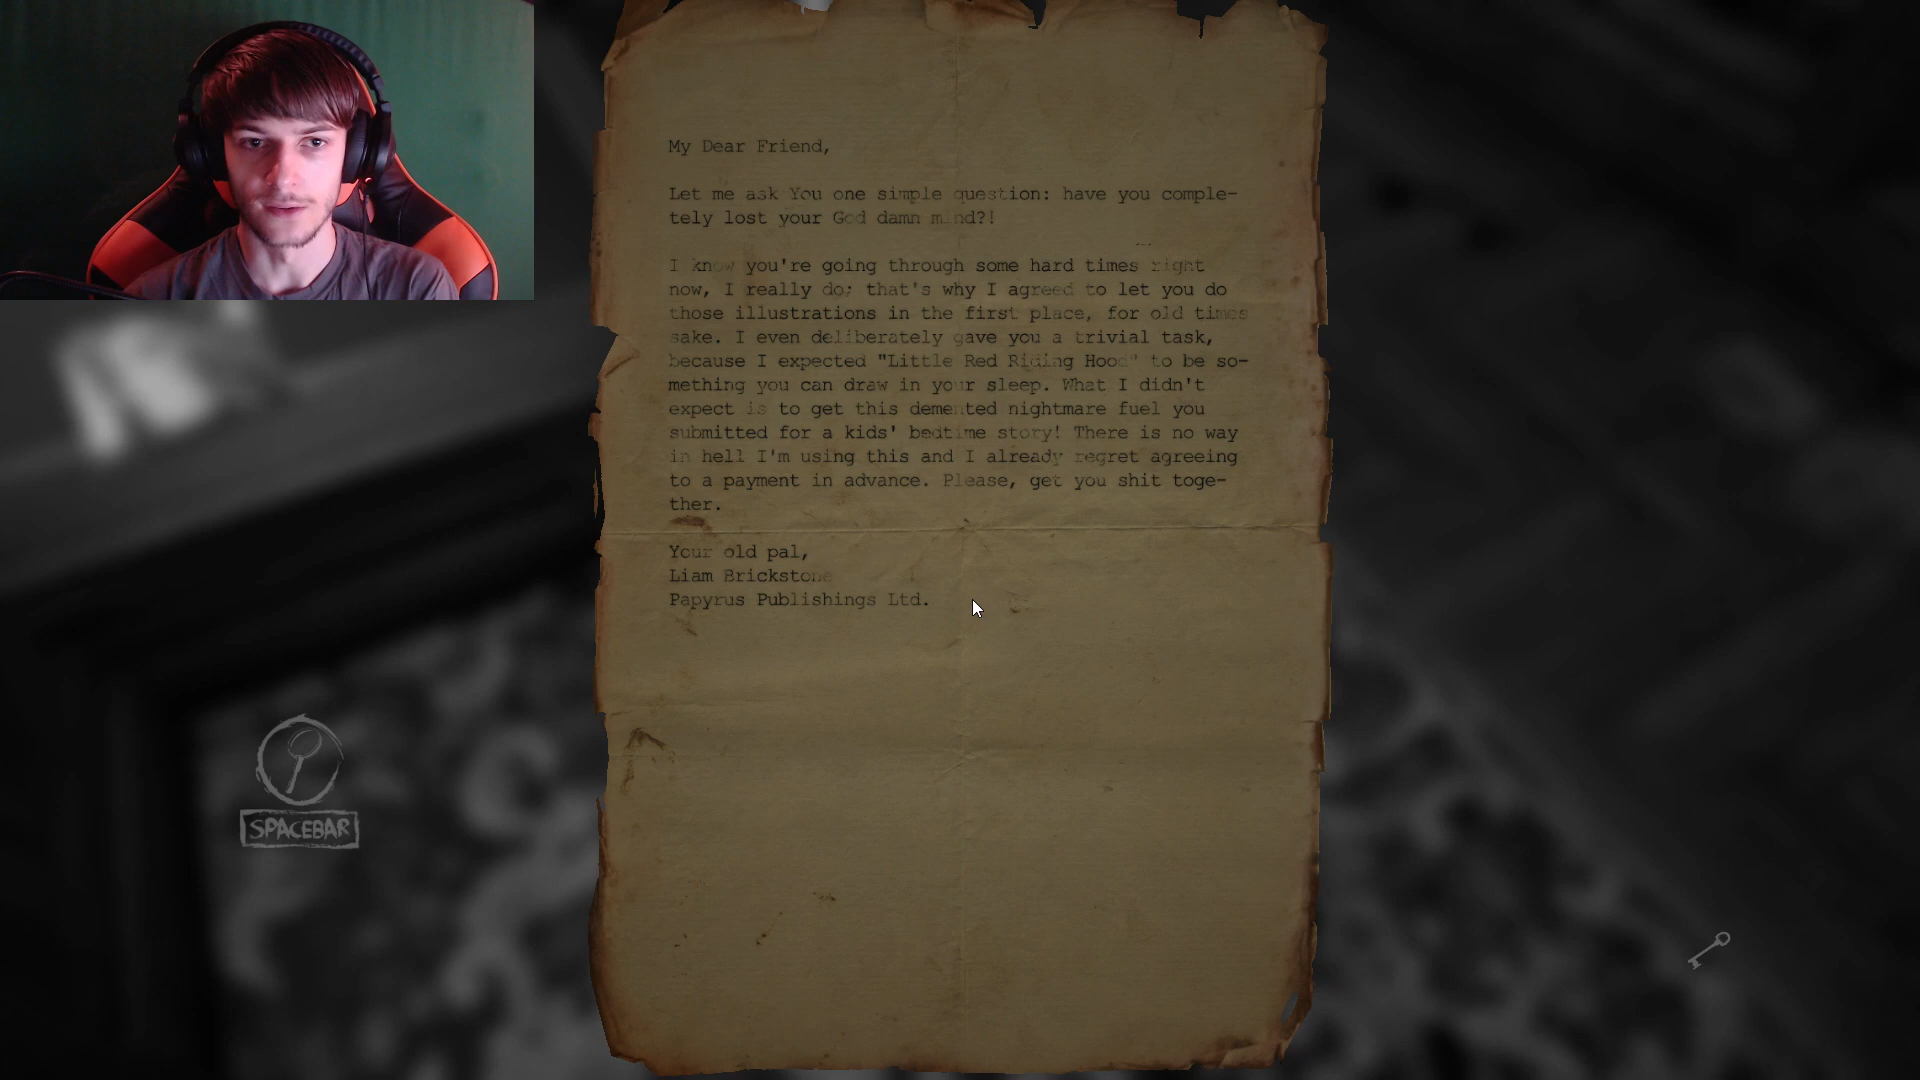 My Dear Friend,
Let me ask You one simple question: have you comple-
tely lost your God damn mind?!
I know you're going through some hard times right
now, I really do; that's why I agreed to let you do
those illustrations in the first place, for old times
sake. I even deliberately gave you a trivial task,
because I expected "Little Red Riding Hood" to be so-
mething you can draw in your sleep. What I didn't
expect is to get this demented nightmare fuel you
submitted for a kids' bedtime story! There is no way
in hell I'm using this and I already regret agreeing
to a payment in advance. Please, get you shit toge-
ther.
Your old pal,
Liam Brickstone
Papyrus Publishings Ltd.
SPACEBAR